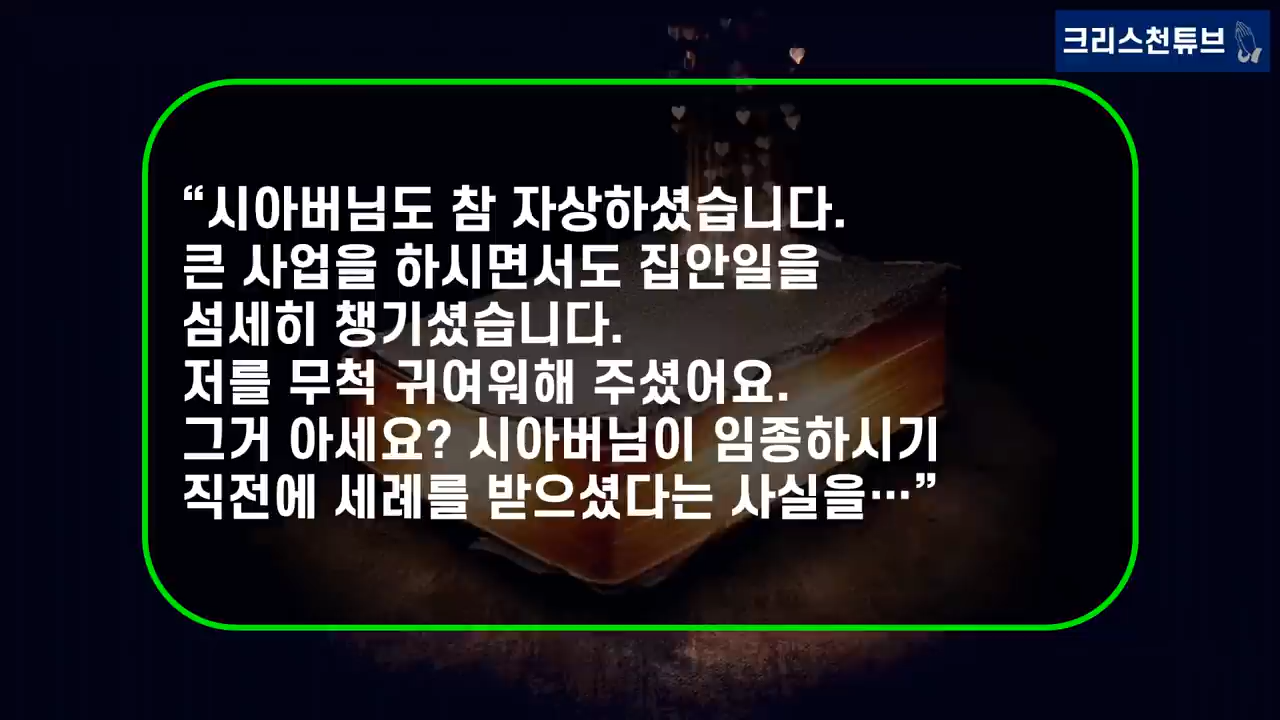 크리스천튜브
“시아버님도 참 자상하셨습니다.
큰 사업을 하시면서도 집안일을
섬세히 챙기셨습니다.
저를 무척 귀여워해 주셨어요.
그거 아세요? 시아버님이 임종하시기
직전에 세례를 받으셨다는 사실을…”